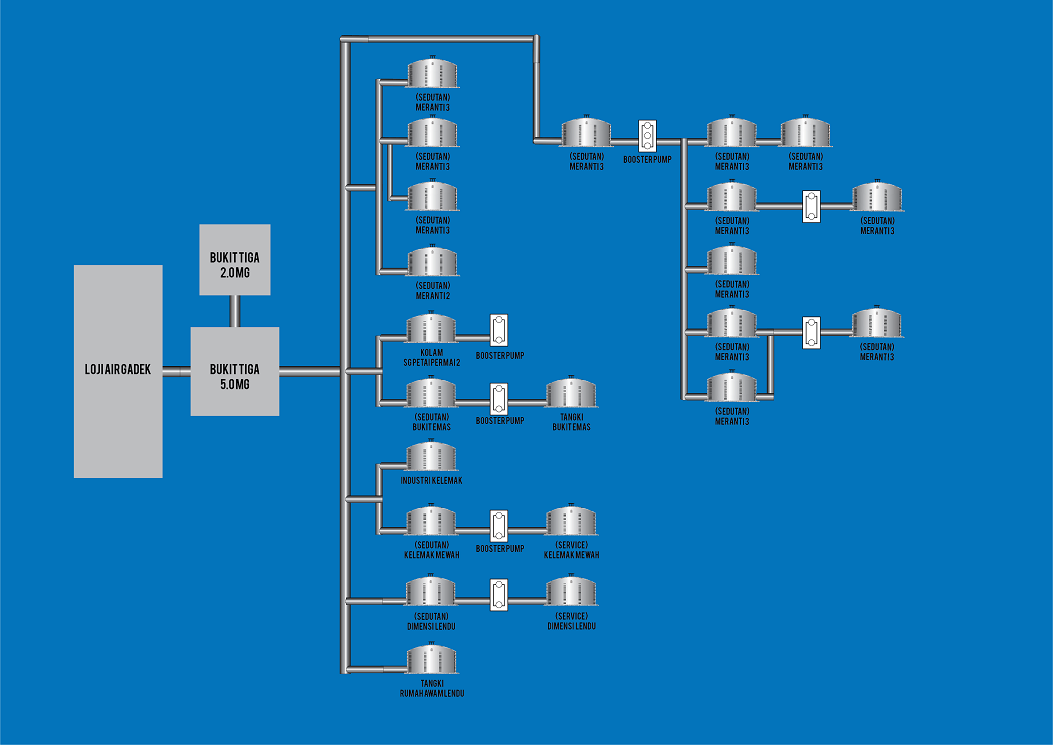 LOJI AIR GADEK
BUKIT TIGA
2.0 MG
BUKIT TIGA
5.0 MG
(SEDUTAN)
MERANTI 3
(SEDUTAN)
MERANTI 3
(SEDUTAN)
MERANTI 3
(SEDUTAN)
MERANTI 2
KOLAM
SG PETAI PERMAI 2
BOOSTER PUMP
(SEDUTAN)
BUKIT EMAS
BOOSTER PUMP
TANGKI
BUKIT EMAS
INDUSTRI KELEMAK
(SEDUTAN)
KELEMAK MEWAH
BOOSTER PUMP
(SERVICE)
KELEMAK MEWAH
(SEDUTAN)
DIMENSI LENDU
(SERVICE)
DIMENSI LENDU
TANGKI
RUMAH AWAM LENDU
(SEDUTAN)
MERANTI 3
BOOSTER PUMP
(SEDUTAN)
MERANTI 3
(SEDUTAN)
MERANTI 3
(SEDUTAN)
MERANTI 3
(SEDUTAN)
MERANTI 3
(SEDUTAN)
MERANTI 3
(SEDUTAN)
MERANTI 3
(SEDUTAN)
MERANTI 3
(SEDUTAN)
MERANTI 3